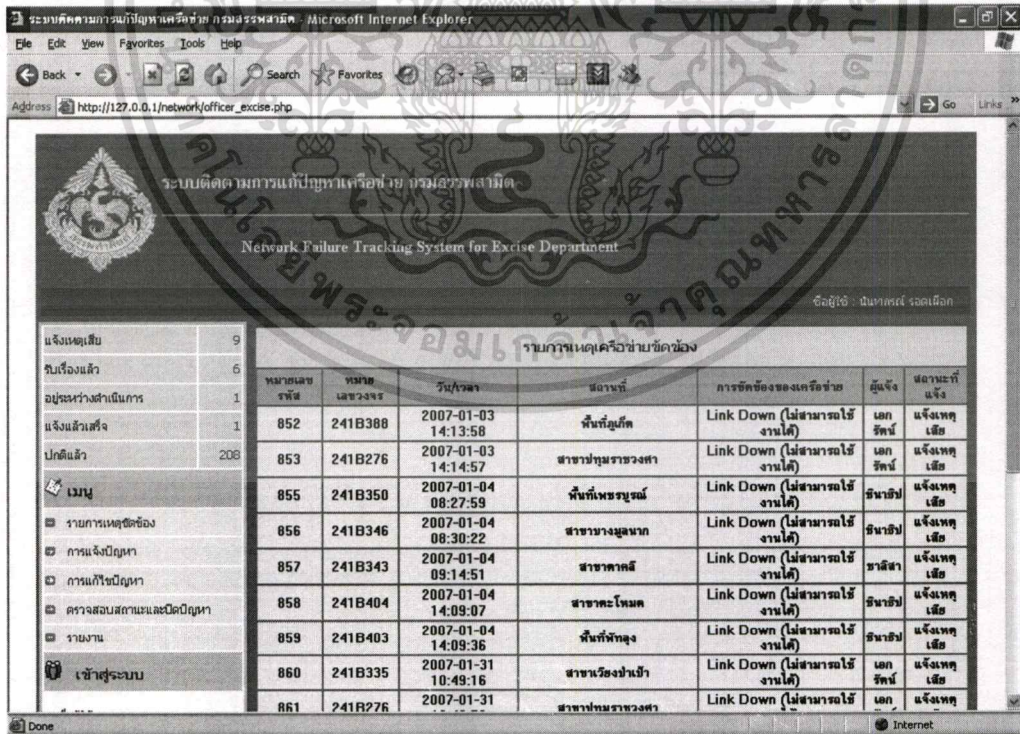 ระบบติดตามการแก้ปัญหาเครือข่าย กรมสรรพสามิต - Microsoft Internet Explorer
File Edit View Favorites Tools Help
Back Search Favorites
Address http://127.0.0.1/network/officer_excise.php Go Links »
ระบบติดตามการแก้ปัญหาเครือข่าย กรมสรรพสามิต
Network Failure Tracking System for Excise Department
ชื่อผู้ใช้ :
แจ้งเหตุเสีย 9
รับเรื่องแล้ว 6
อยู่ระหว่างดำเนินการ 1
แจ้งแล้วเสร็จ 1
ปกติแล้ว 208
เมนู
รายการเหตุขัดข้อง
การแจ้งปัญหา
การแก้ไขปัญหา
ตรวจสอบสถานะและปิดปัญหา
รายงาน
เข้าสู่ระบบ
รายการเหตุเครือข่ายขัดข้อง
หมายเลขรหัส หมายเลขวงจร วัน/เวลา สถานที่ การขัดข้องของเครือข่าย ผู้แจ้ง สถานะที่แจ้ง
852 241B388 2007-01-03 14:13:58 พื้นที่ภูเก็ต Link Down (ไม่สามารถใช้งานได้) เอกรัตน์ แจ้งเหตุเสีย
853 241B276 2007-01-03 14:14:57 สาขาปทุมราชวงศา Link Down (ไม่สามารถใช้งานได้) เอกรัตน์ แจ้งเหตุเสีย
855 241B350 2007-01-04 08:27:59 พื้นที่เพชรบูรณ์ Link Down (ไม่สามารถใช้งานได้) ชินาธิป แจ้งเหตุเสีย
856 241B346 2007-01-04 08:30:22 สาขาบางมูลนาก Link Down (ไม่สามารถใช้งานได้) ชินาธิป แจ้งเหตุเสีย
857 241B343 2007-01-04 09:14:51 สาขาตาคลี Link Down (ไม่สามารถใช้งานได้) ชาลิสา แจ้งเหตุเสีย
858 241B404 2007-01-04 14:09:07 สาขาตะโหมด Link Down (ไม่สามารถใช้งานได้) ชินาธิป แจ้งเหตุเสีย
859 241B403 2007-01-04 14:09:36 พื้นที่พัทลุง Link Down (ไม่สามารถใช้งานได้) ชินาธิป แจ้งเหตุเสีย
860 241B335 2007-01-31 10:49:16 สาขาเวียงป่าเป้า Link Down (ไม่สามารถใช้งานได้) เอกรัตน์ แจ้งเหตุเสีย
861 241B276 2007-01-31 สาขาปทุมราชวงศา Link Down (ไม่สามารถใช้ เอก แจ้งเหตุ
Done Internet